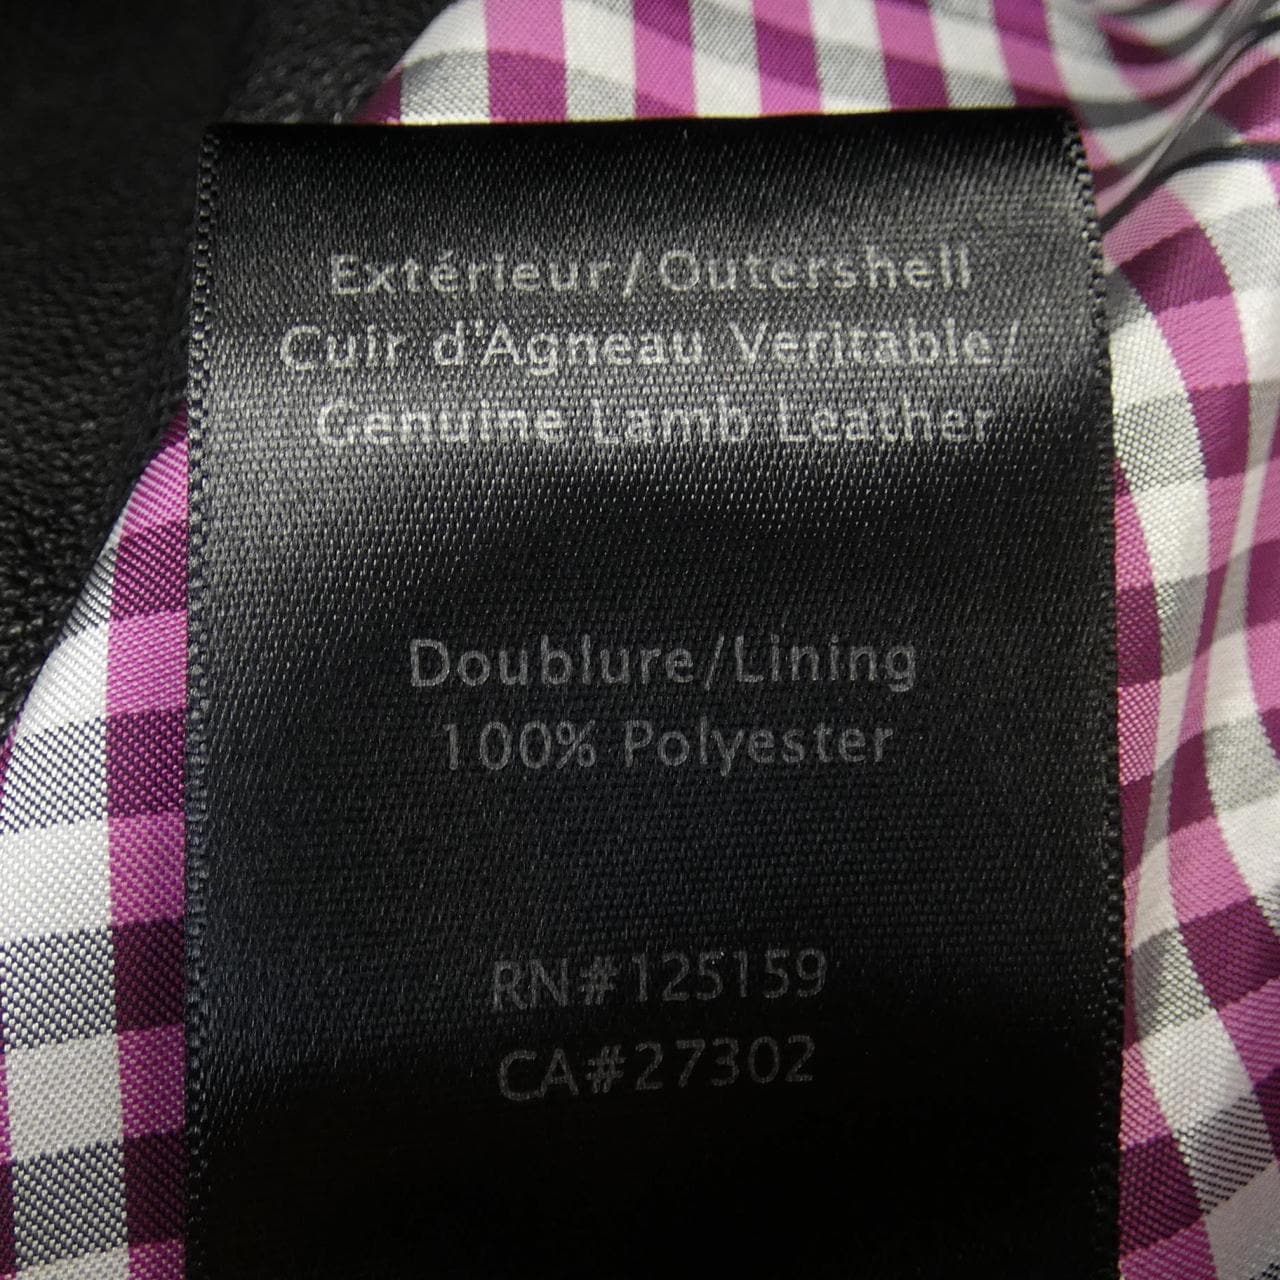 Extérieur/Outershell
Cuir d'Agneau Veritable/
Genuine Lamb Leather
Doublure/Lining
100% Polyester
RN#125159
CA#27302